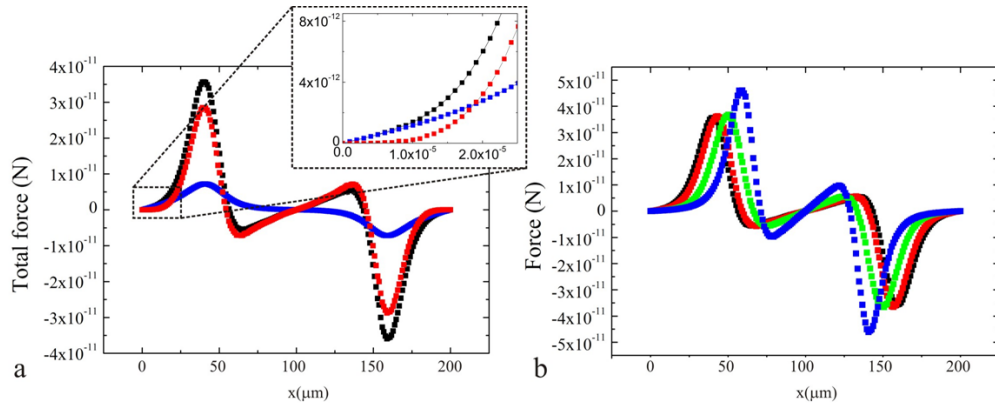 8x10⁻¹²
4x10⁻¹²
0.0
0.0
1.0x10⁻⁵
2.0x10⁻⁵
4x10⁻¹¹
3x10⁻¹¹
2x10⁻¹¹
1x10⁻¹¹
0
-1x10⁻¹¹
-2x10⁻¹¹
-3x10⁻¹¹
-4x10⁻¹¹
Total force (N)
0
50
100
150
200
x(μm)
a
5x10⁻¹¹
4x10⁻¹¹
3x10⁻¹¹
2x10⁻¹¹
1x10⁻¹¹
0
-1x10⁻¹¹
-2x10⁻¹¹
-3x10⁻¹¹
-4x10⁻¹¹
-5x10⁻¹¹
Force (N)
0
50
100
150
200
x(μm)
b